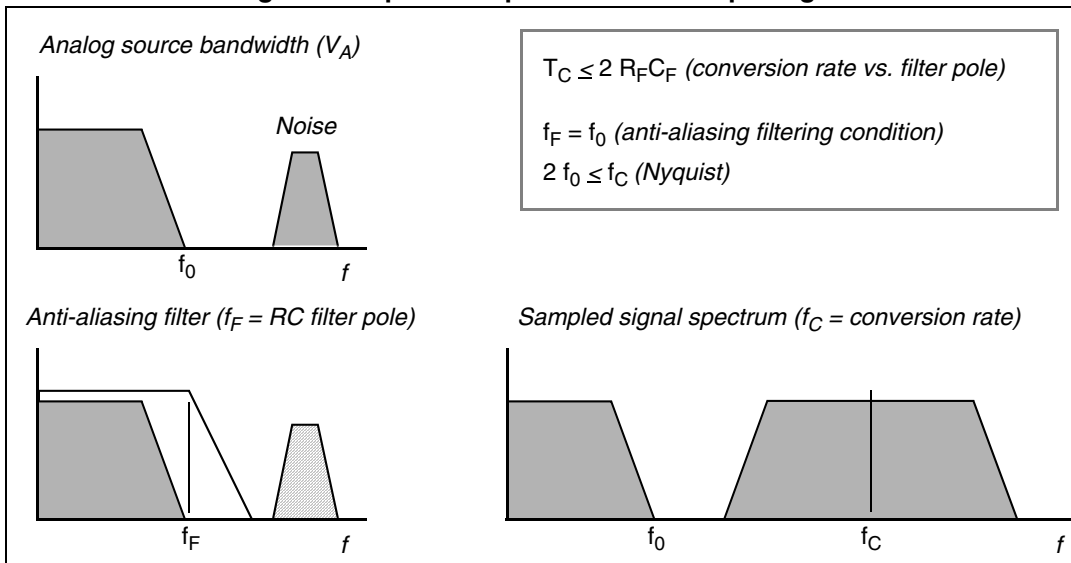 Analog source bandwidth (VA)
Noise
f0
f
TC ≤ 2 RFCF (conversion rate vs. filter pole)
fF = f0 (anti-aliasing filtering condition)
2 f0 ≤ fC (Nyquist)
Anti-aliasing filter (fF = RC filter pole)
fF
f
Sampled signal spectrum (fC = conversion rate)
f0
fC
f